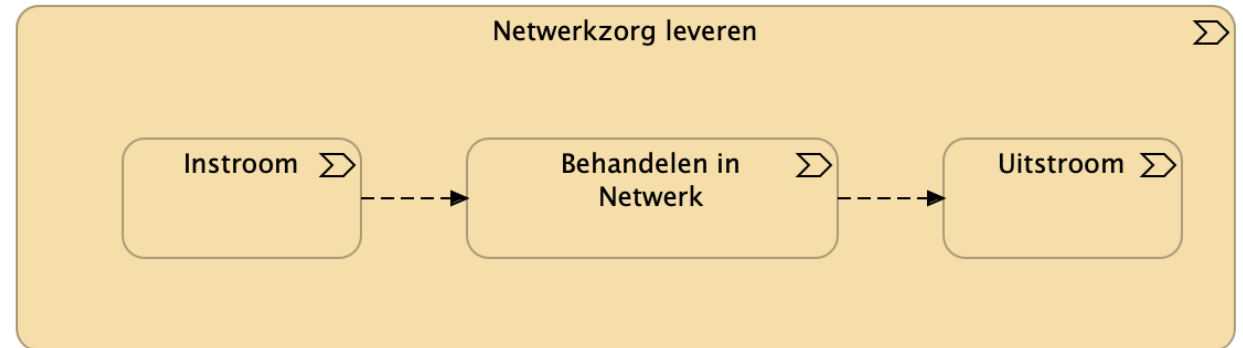 Netwerkzorg leveren
Instroom
Behandelen in
Netwerk
Uitstroom